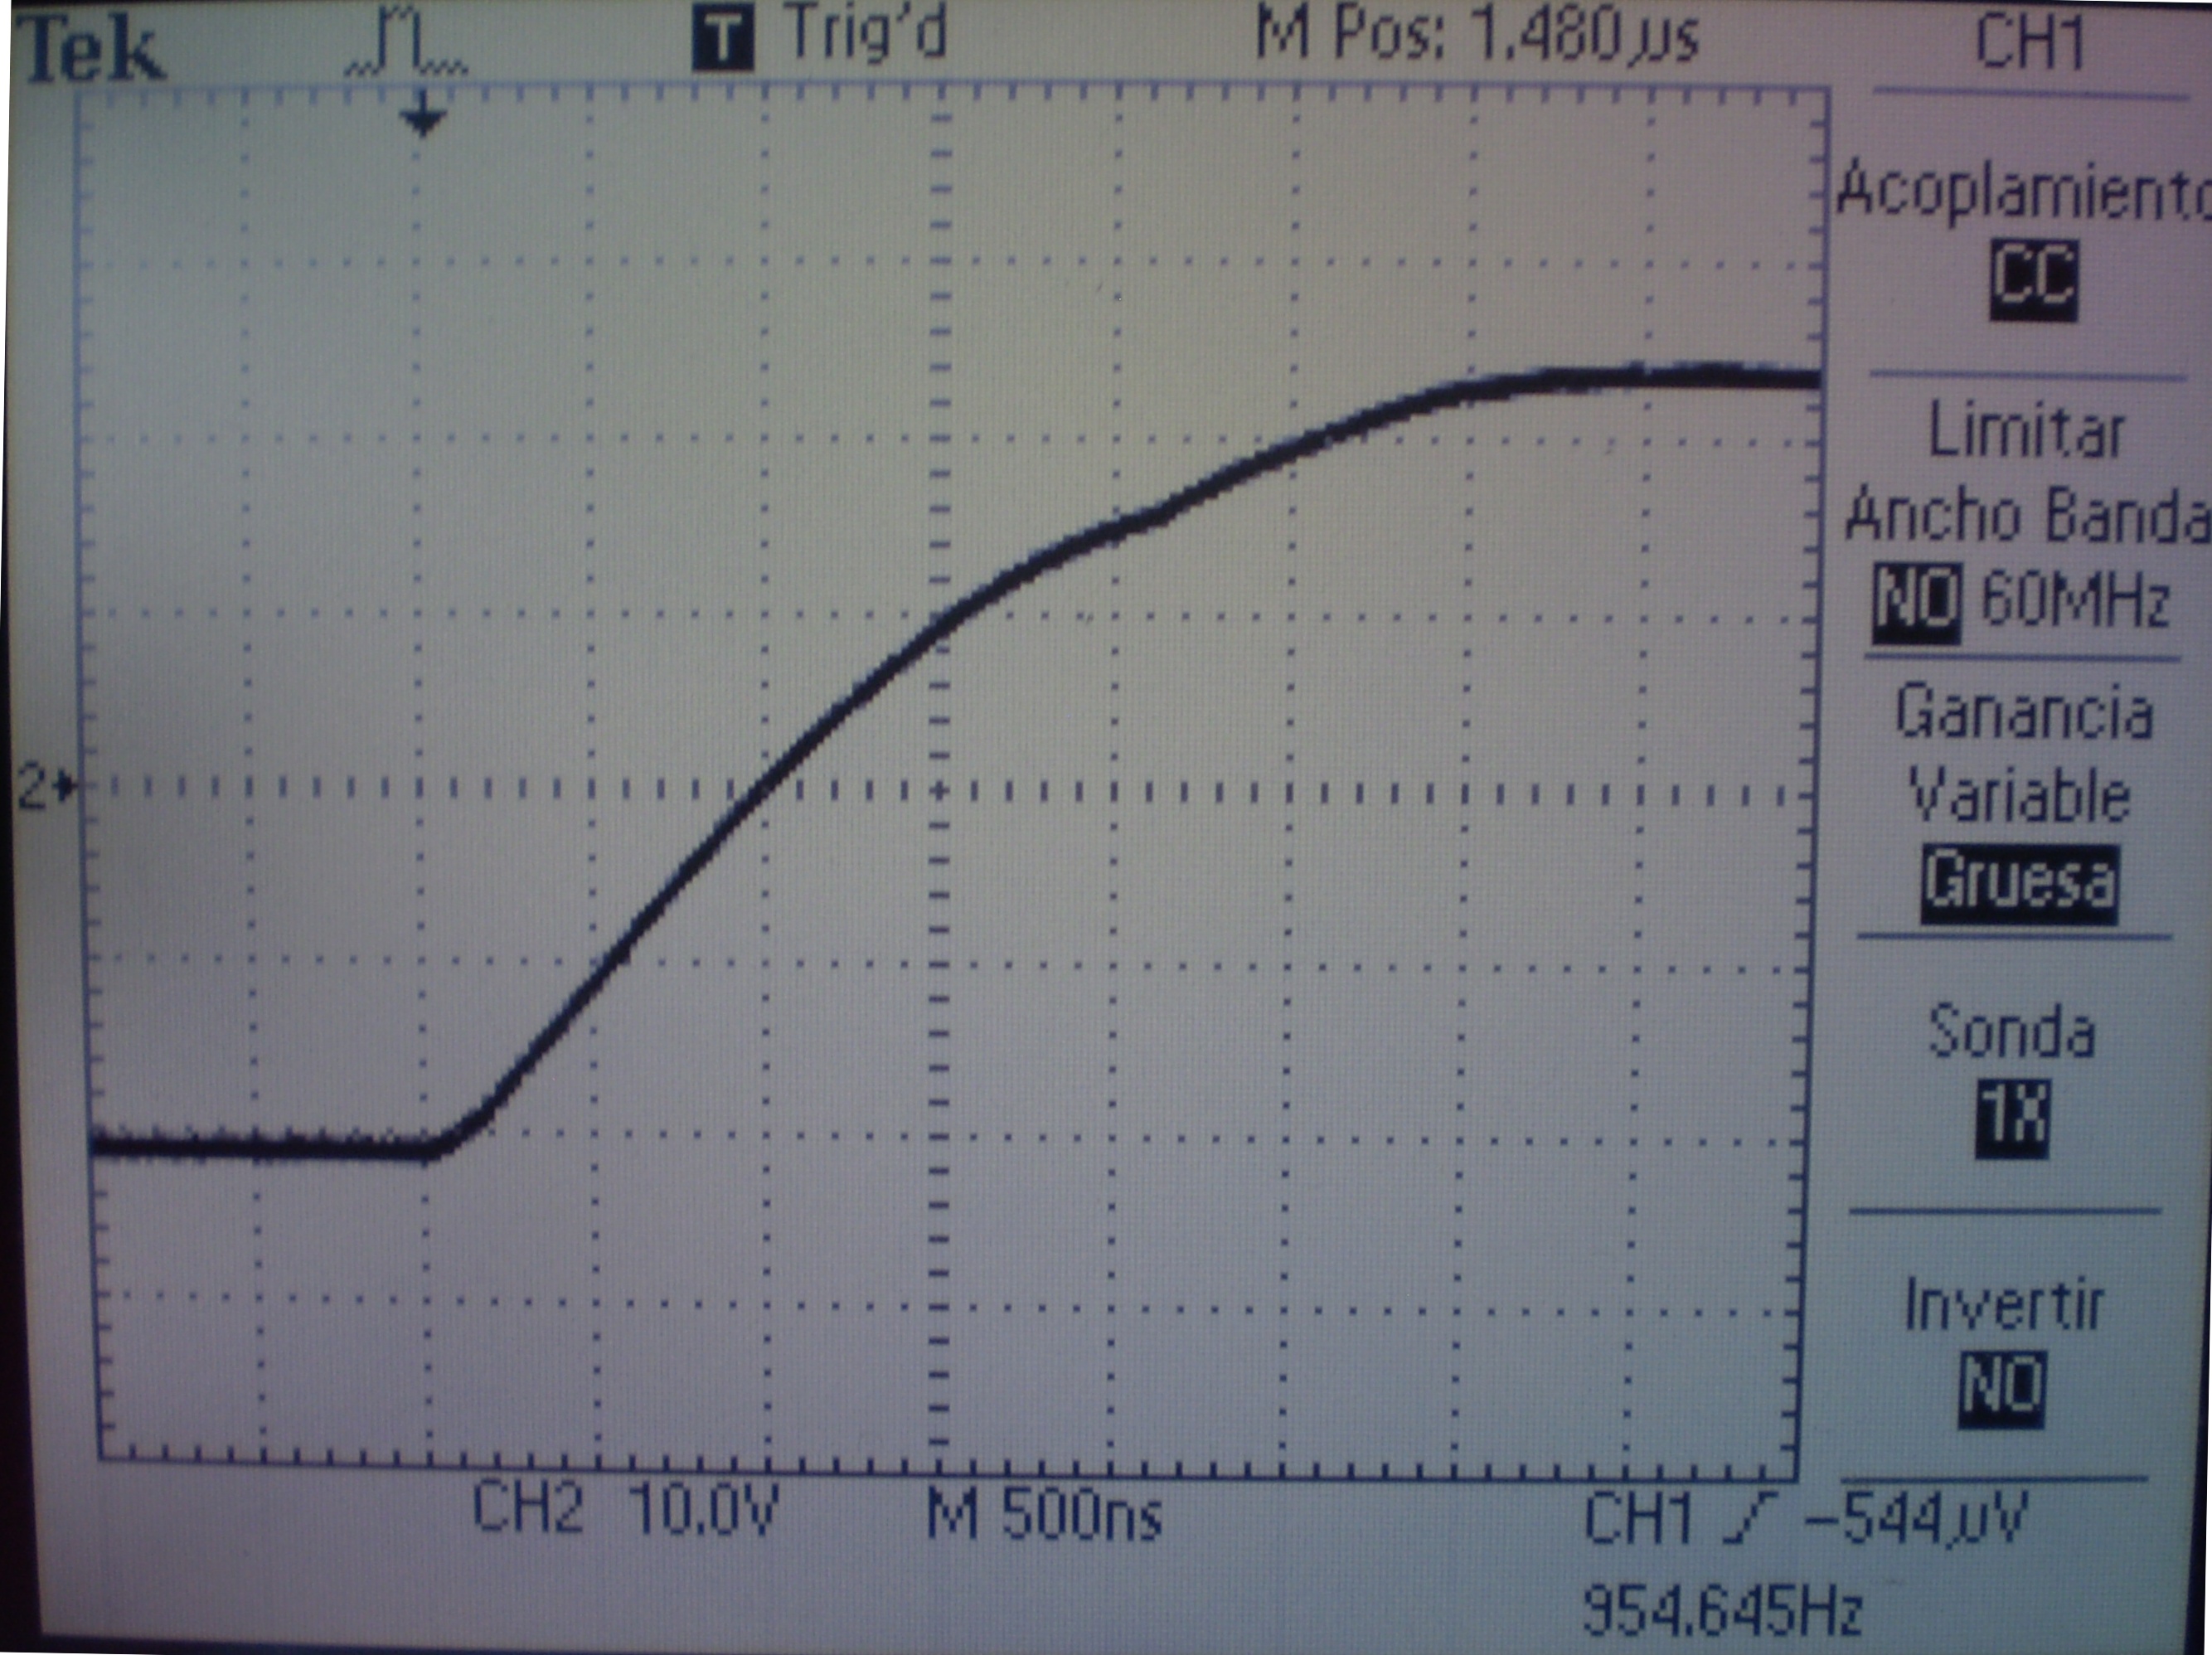 Tek T Trig'd M Pos: 1.480µs CH1
Acoplamiento
CC
Limitar
Ancho Banda
NO 60MHz
Ganancia
Variable
Gruesa
2
Sonda
1X
Invertir
NO
CH2 10.0V M 500ns CH1 -544µV
954.645Hz